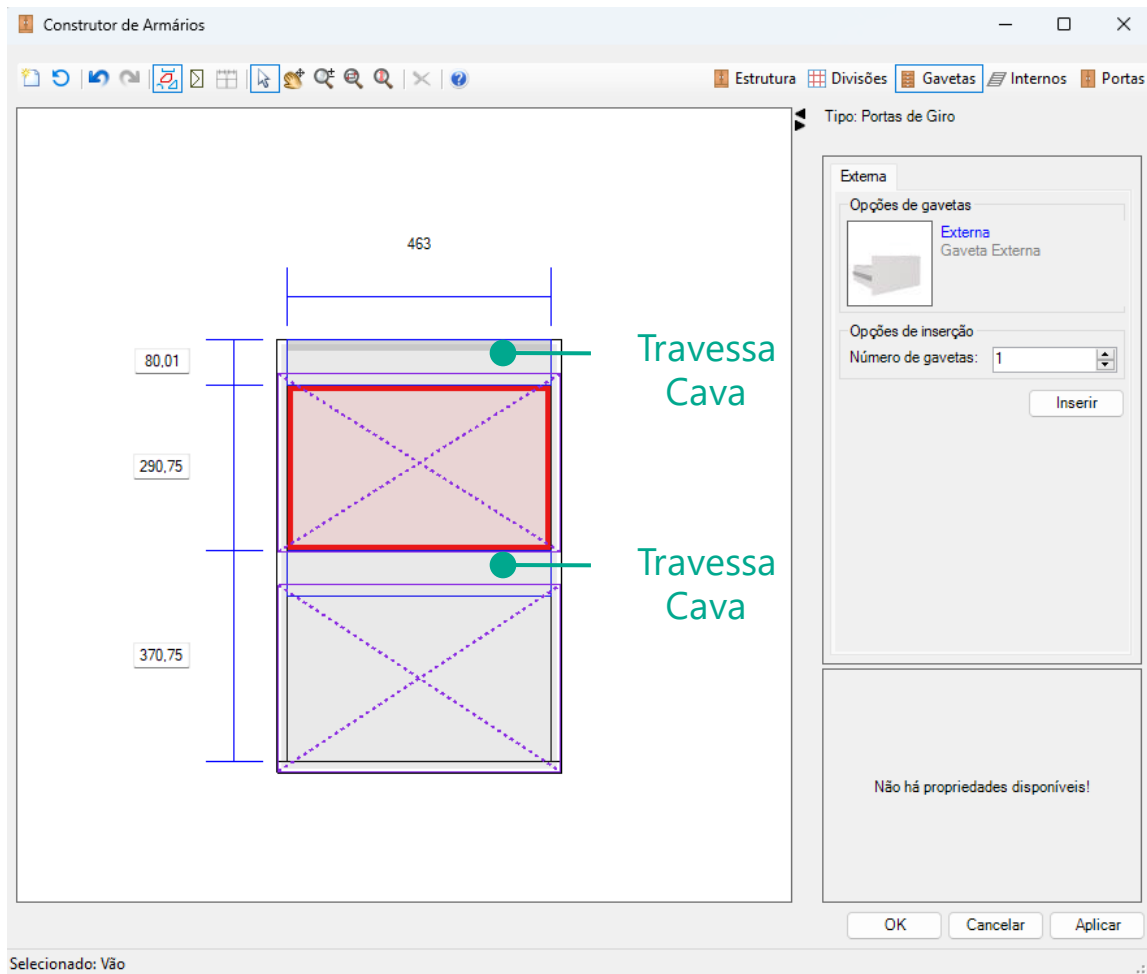 Construtor de Armários
Estrutura Divisões Gavetas Internos Portas
Tipo: Portas de Giro
Externa
Opções de gavetas
Externa
Gaveta Externa
Opções de inserção
Número de gavetas: 1
Inserir
463
80,01
290,75
370,75
Travessa
Cava
Travessa
Cava
Não há propriedades disponíveis!
OK Cancelar Aplicar
Selecionado: Vão